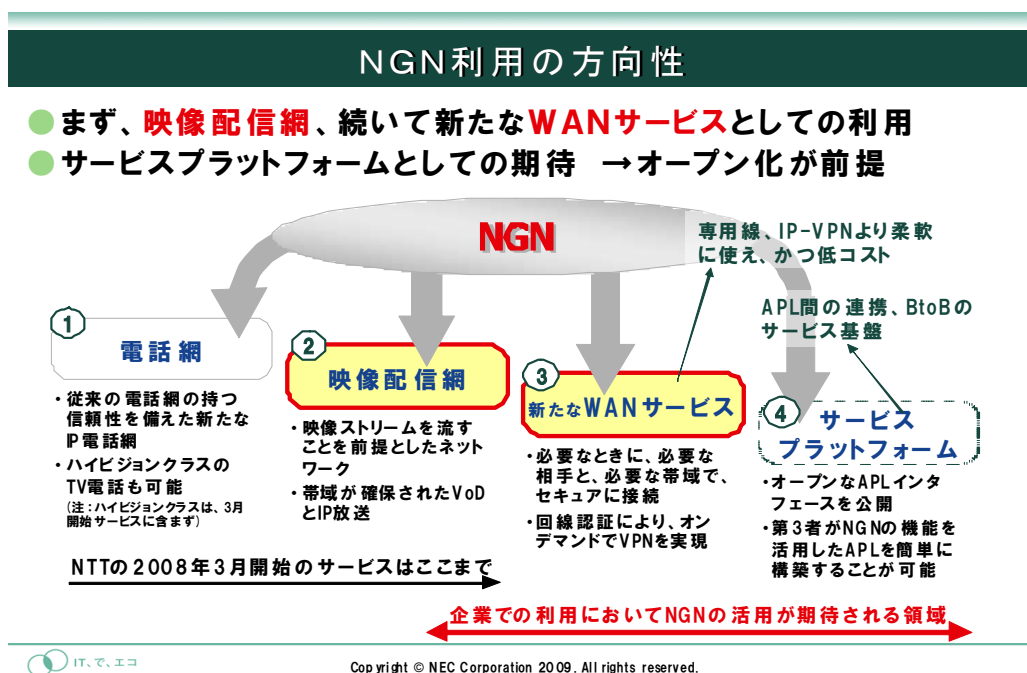 NGN利用の方向性
●まず、映像配信網、続いて新たなWANサービスとしての利用
●サービスプラットフォームとしての期待 →オープン化が前提
NGN
専用線、IP-VPNより柔軟
に使え、かつ低コスト
APL間の連携、BtoBの
サービス基盤
1
電話網
・従来の電話網の持つ
信頼性を備えた新たな
IP電話網
・ハイビジョンクラスの
TV電話も可能
(注:ハイビジョンクラスは、3月
開始サービスに含まず)
2
映像配信網
・映像ストリームを流す
ことを前提としたネット
ワーク
・帯域が確保されたVoD
とIP放送
3
新たなWANサービス
・必要なときに、必要な
相手と、必要な帯域で、
セキュアに接続
・回線認証により、オン
デマンドでVPNを実現
4
サービス
プラットフォーム
・オープンなAPLインタ
フェースを公開
・第3者がNGNの機能を
活用したAPLを簡単に
構築することが可能
NTTの2008年3月開始のサービスはここまで
企業での利用においてNGNの活用が期待される領域
IT、で、エコ
Copyright © NEC Corporation 2009. All rights reserved.